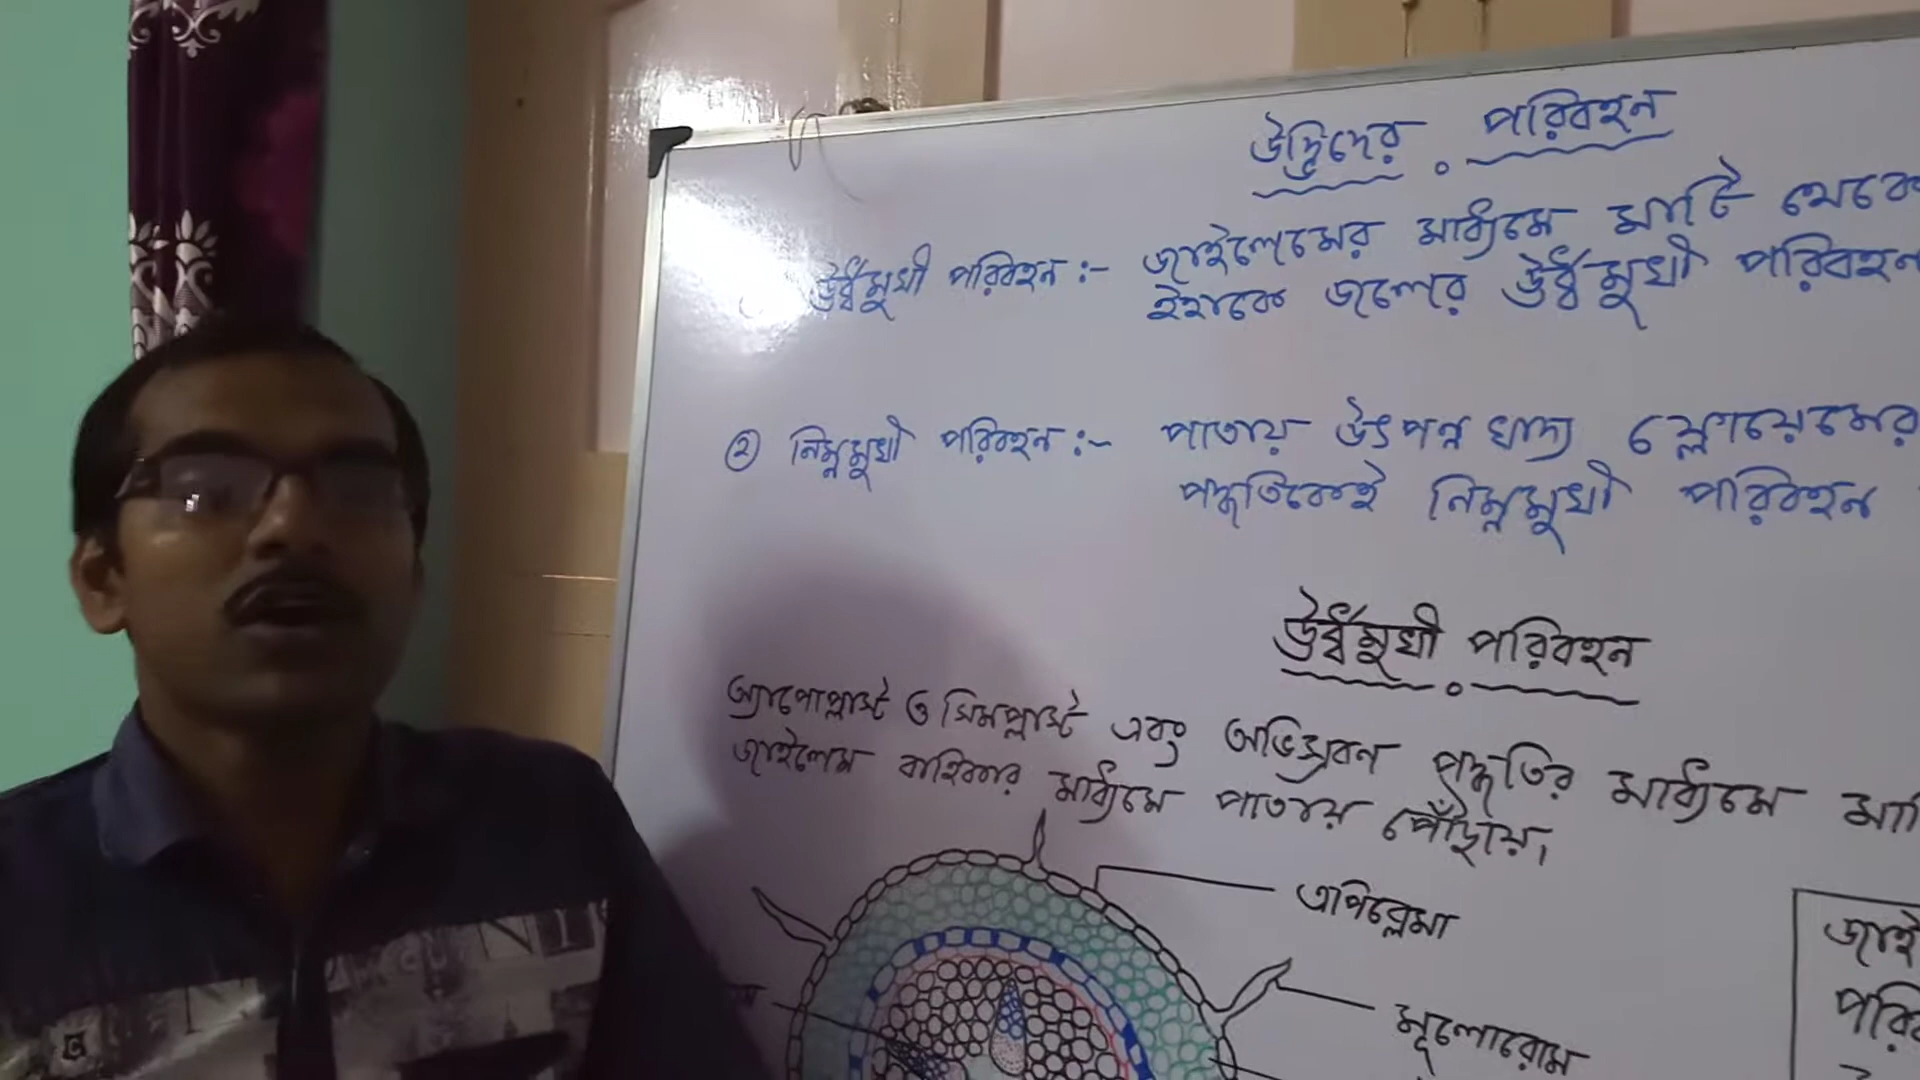 উদ্ভিদের পরিবহন
উর্দ্ধমুখী পরিবহন :- জাইলেমের মাধ্যমে মাটি থেকে
ইহাকে জলের উর্দ্ধমুখী পরিবহন
② নিম্নমুখী পরিবহন :- পাতায় উৎপন্ন খাদ্য ফ্লোয়েমের
পদ্ধতিকেই নিম্নমুখী পরিবহন
উর্দ্ধমুখী পরিবহন
অ্যাপোপ্লাস্ট ও সিমপ্লাস্ট এবং অভিস্রবন পদ্ধতির মাধ্যমে
জাইলেম বাহিকার মাধ্যমে পাতায় পৌঁছায়।
এপিব্লেমা
মূলোরোম